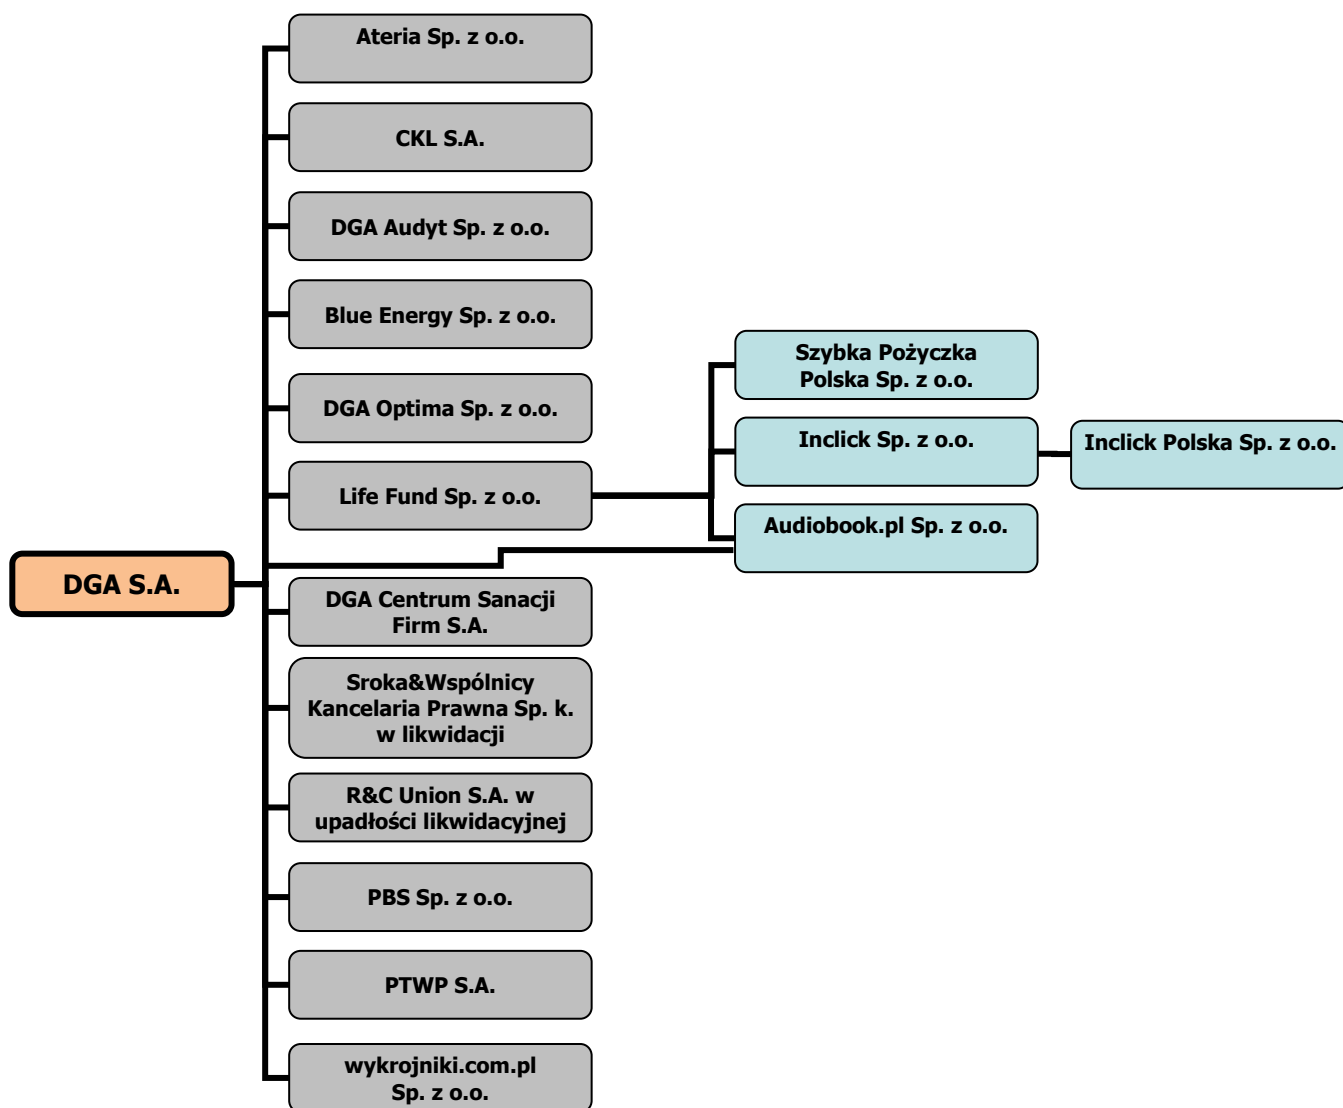 Ateria Sp. z o.o.
CKL S.A.
DGA Audyt Sp. z o.o.
Blue Energy Sp. z o.o.
DGA Optima Sp. z o.o.
Life Fund Sp. z o.o.
Szybka Pożyczka
Polska Sp. z o.o.
Inclick Sp. z o.o.
Inclick Polska Sp. z o.o.
Audiobook.pl Sp. z o.o.
DGA S.A.
DGA Centrum Sanacji
Firm S.A.
Sroka&Wspólnicy
Kancelaria Prawna Sp. k.
w likwidacji
R&C Union S.A. w
upadłości likwidacyjnej
PBS Sp. z o.o.
PTWP S.A.
wykrojniki.com.pl
Sp. z o.o.